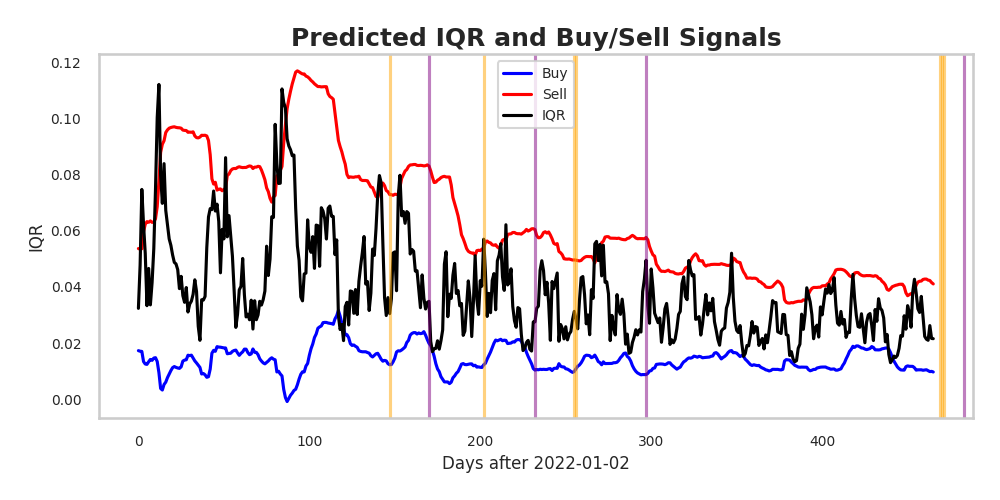 Predicted IQR and Buy/Sell Signals
0.12
0.10
0.08
0.06
0.04
0.02
0.00
IQR
Buy
Sell
IQR
0 100 200 300 400
Days after 2022-01-02